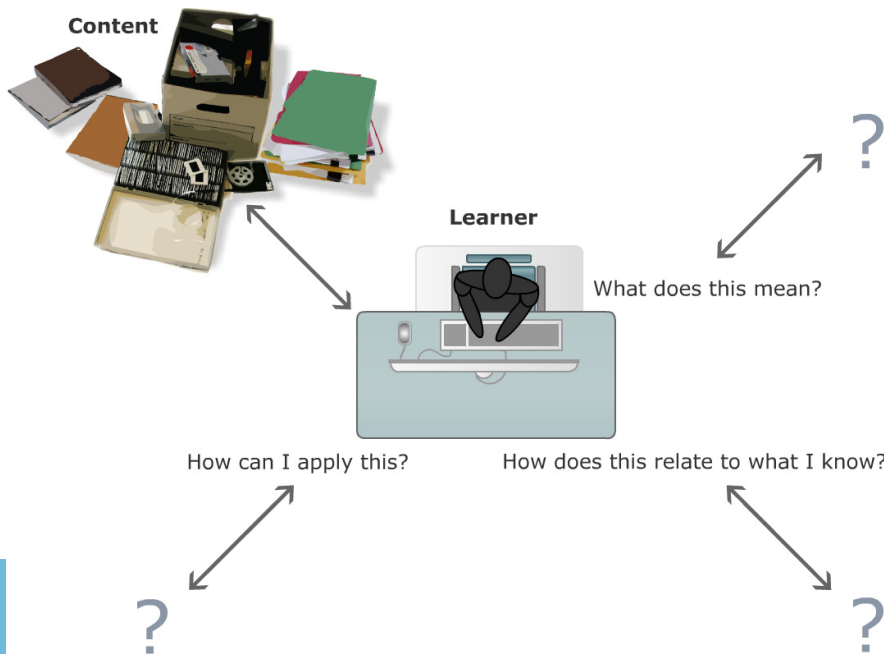 Content
?
Learner
What does this mean?
How can I apply this?
How does this relate to what I know?
?
?